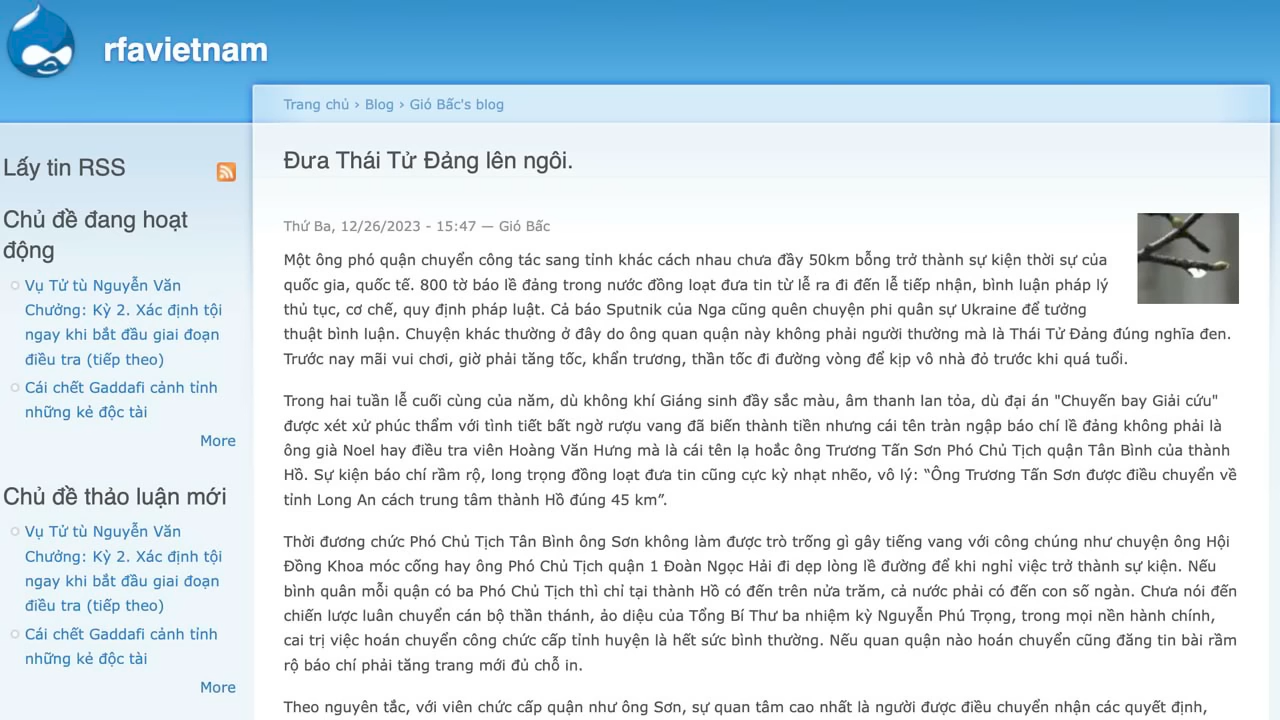 rfavietnam
Trang chủ › Blog › Gió Bấc's blog
Lấy tin RSS
Chủ đề đang hoạt
động
Vụ Tử tù Nguyễn Văn
Chưởng: Kỳ 2. Xác định tội
ngay khi bắt đầu giai đoạn
điều tra (tiếp theo)
Cái chết Gaddafi cảnh tỉnh
những kẻ độc tài
More
Chủ đề thảo luận mới
Vụ Tử tù Nguyễn Văn
Chưởng: Kỳ 2. Xác định tội
ngay khi bắt đầu giai đoạn
điều tra (tiếp theo)
Cái chết Gaddafi cảnh tỉnh
những kẻ độc tài
More
Đưa Thái Tử Đảng lên ngôi.
Thứ Ba, 12/26/2023 - 15:47 — Gió Bấc
Một ông phó quận chuyển công tác sang tỉnh khác cách nhau chưa đầy 50km bỗng trở thành sự kiện thời sự của
quốc gia, quốc tế. 800 tờ báo lề đảng trong nước đồng loạt đưa tin từ lễ ra đi đến lễ tiếp nhận, bình luận pháp lý
thủ tục, cơ chế, quy định pháp luật. Cả báo Sputnik của Nga cũng quên chuyện phi quân sự Ukraine để tưởng
thuật bình luận. Chuyện khác thường ở đây do ông quan quận này không phải người thường mà là Thái Tử Đảng đúng nghĩa đen.
Trước nay mãi vui chơi, giờ phải tăng tốc, khẩn trương, thần tốc đi đường vòng để kịp vô nhà đỏ trước khi quá tuổi.
Trong hai tuần lễ cuối cùng của năm, dù không khí Giáng sinh đầy sắc màu, âm thanh lan tỏa, dù đại án "Chuyến bay Giải cứu"
được xét xử phúc thẩm với tình tiết bất ngờ rượu vang đã biến thành tiền nhưng cái tên tràn ngập báo chí lề đảng không phải là
ông già Noel hay điều tra viên Hoàng Văn Hưng mà là cái tên lạ hoắc ông Trương Tấn Sơn Phó Chủ Tịch quận Tân Bình của thành
Hồ. Sự kiện báo chí rầm rộ, long trọng đồng loạt đưa tin cũng cực kỳ nhạt nhẽo, vô lý: “Ông Trương Tấn Sơn được điều chuyển về
tỉnh Long An cách trung tâm thành Hồ đúng 45 km”.
Thời đương chức Phó Chủ Tịch Tân Bình ông Sơn không làm được trò trống gì gây tiếng vang với công chúng như chuyện ông Hội
Đồng Khoa móc cống hay ông Phó Chủ Tịch quận 1 Đoàn Ngọc Hải đi dẹp lòng lề đường để khi nghỉ việc trở thành sự kiện. Nếu
bình quân mỗi quận có ba Phó Chủ Tịch thì chỉ tại thành Hồ có đến trên nửa trăm, cả nước phải có đến con số ngàn. Chưa nói đến
chiến lược luân chuyển cán bộ thần thánh, ảo diệu của Tổng Bí Thư ba nhiệm kỳ Nguyễn Phú Trọng, trong mọi nền hành chính,
cai trị việc hoán chuyển công chức cấp tỉnh huyện là hết sức bình thường. Nếu quan quận nào hoán chuyển cũng đăng tin bài rầm
rộ báo chí phải tăng trang mới đủ chỗ in.
Theo nguyên tắc, với viên chức cấp quận như ông Sơn, sự quan tâm cao nhất là người được điều chuyển nhận các quyết định,